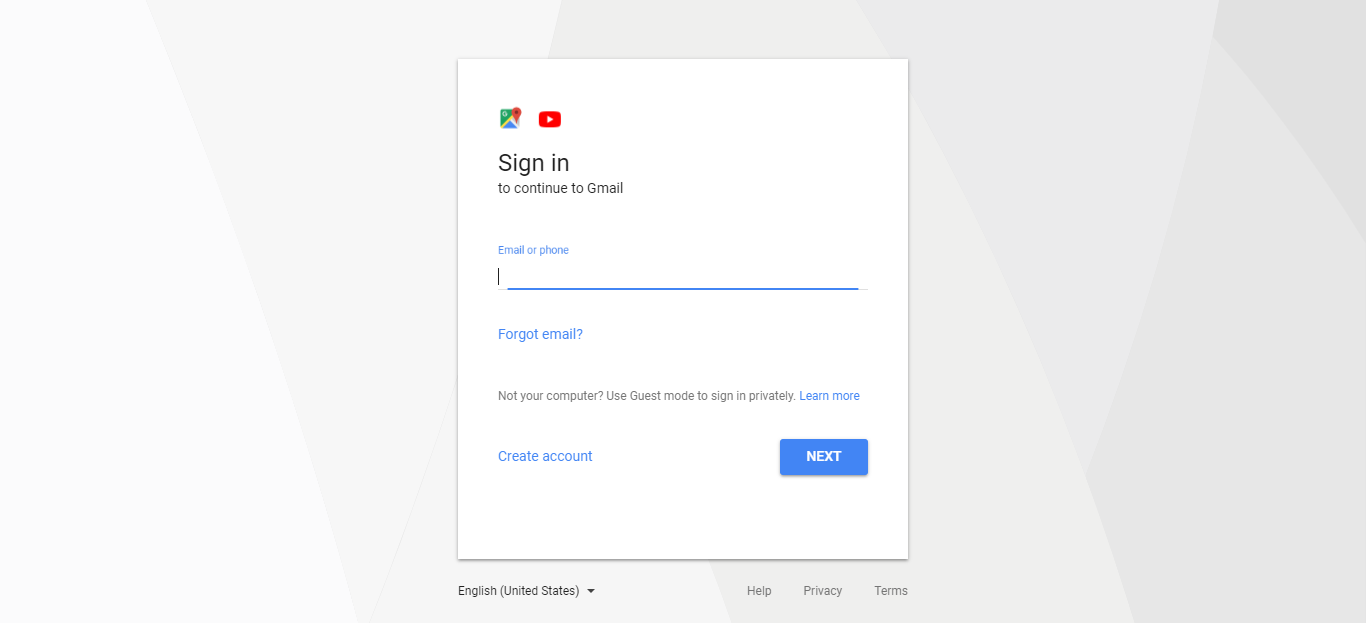 Sign in
to continue to Gmail
Email or phone
Forgot email?
Not your computer? Use Guest mode to sign in privately. Learn more
Create account
NEXT
English (United States)
Help
Privacy
Terms